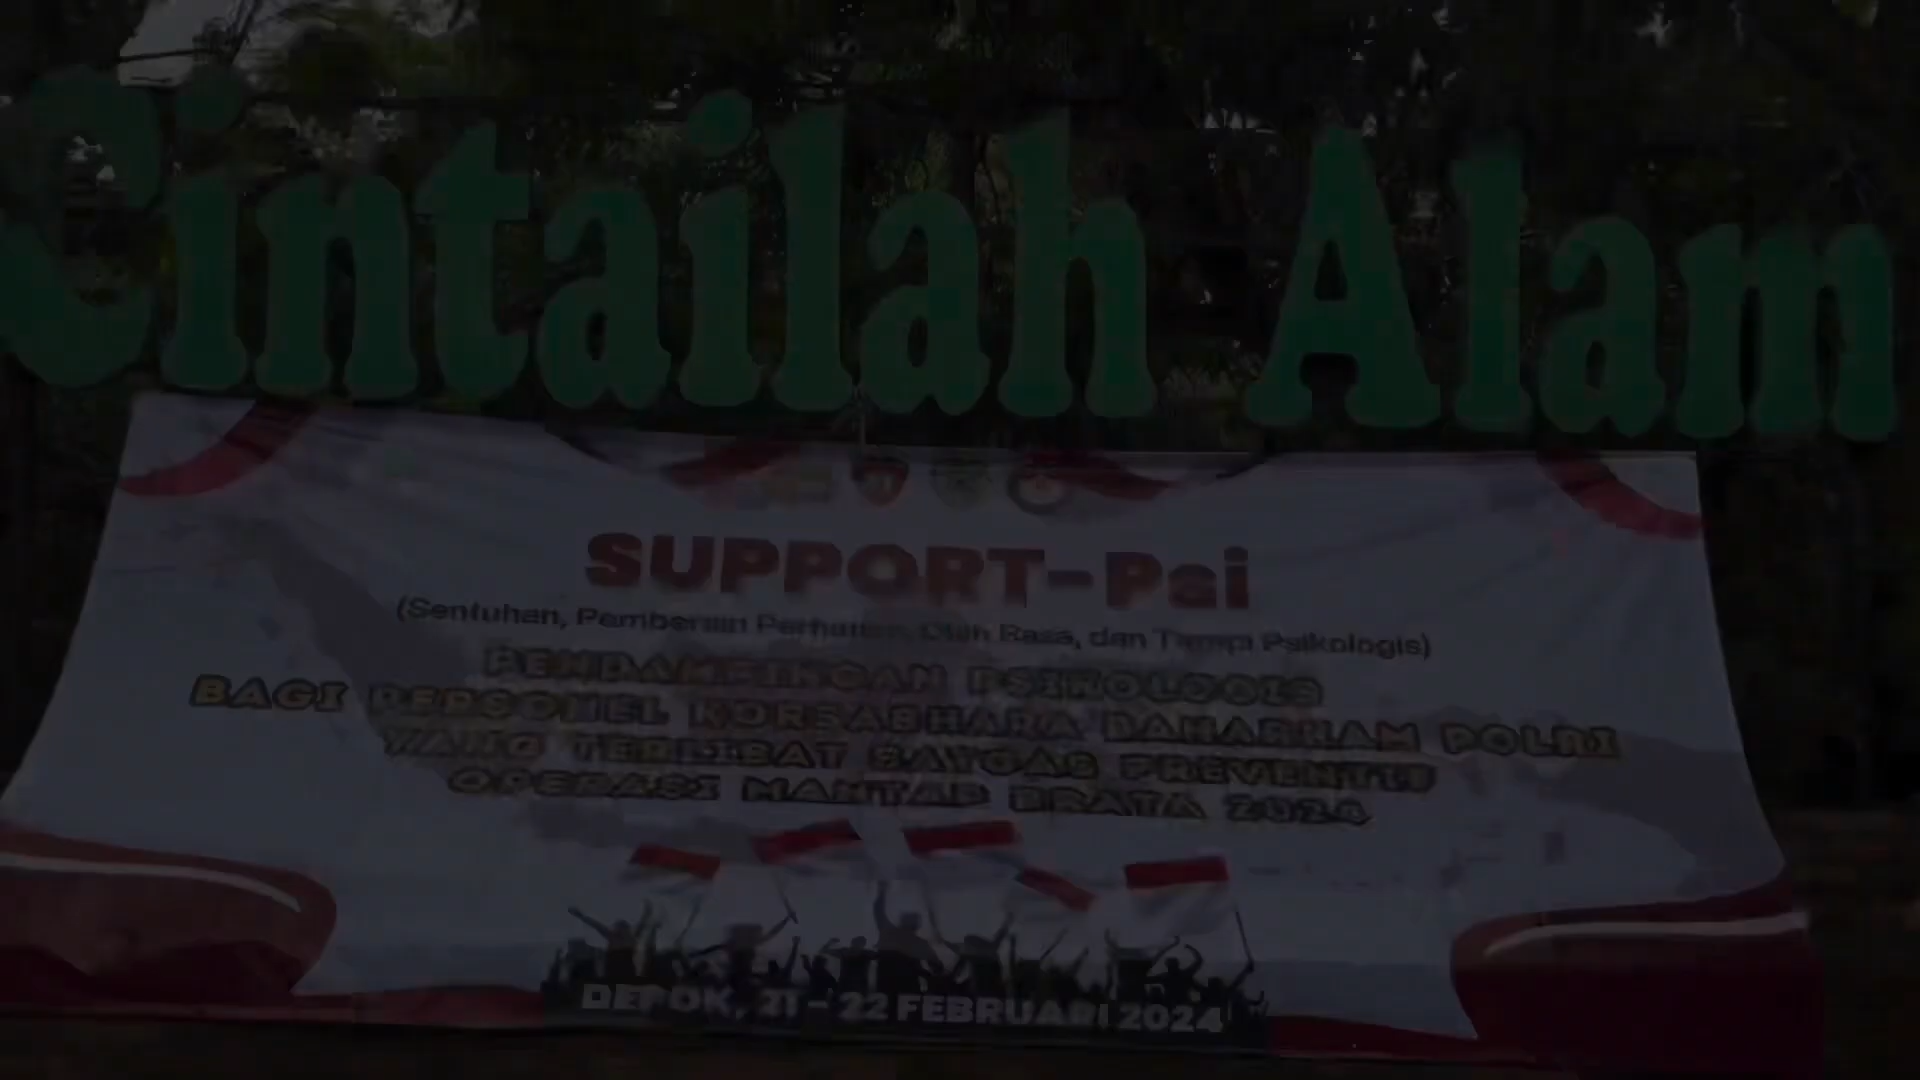 Cintailah Alam
SUPPORT-Psi
(Sentuhan, Pemberian Perhatian, Olah Rasa, dan Terapi Psikologis)
PENDAMPINGAN PSIKOLOGIS
BAGI PERSONEL KORSABHARA BAHARKAM POLRI
YANG TERLIBAT SATGAS PREVENTIF
OPERASI MANTAP BRATA 2024
DEPOK, 21 - 22 FEBRUARI 2024